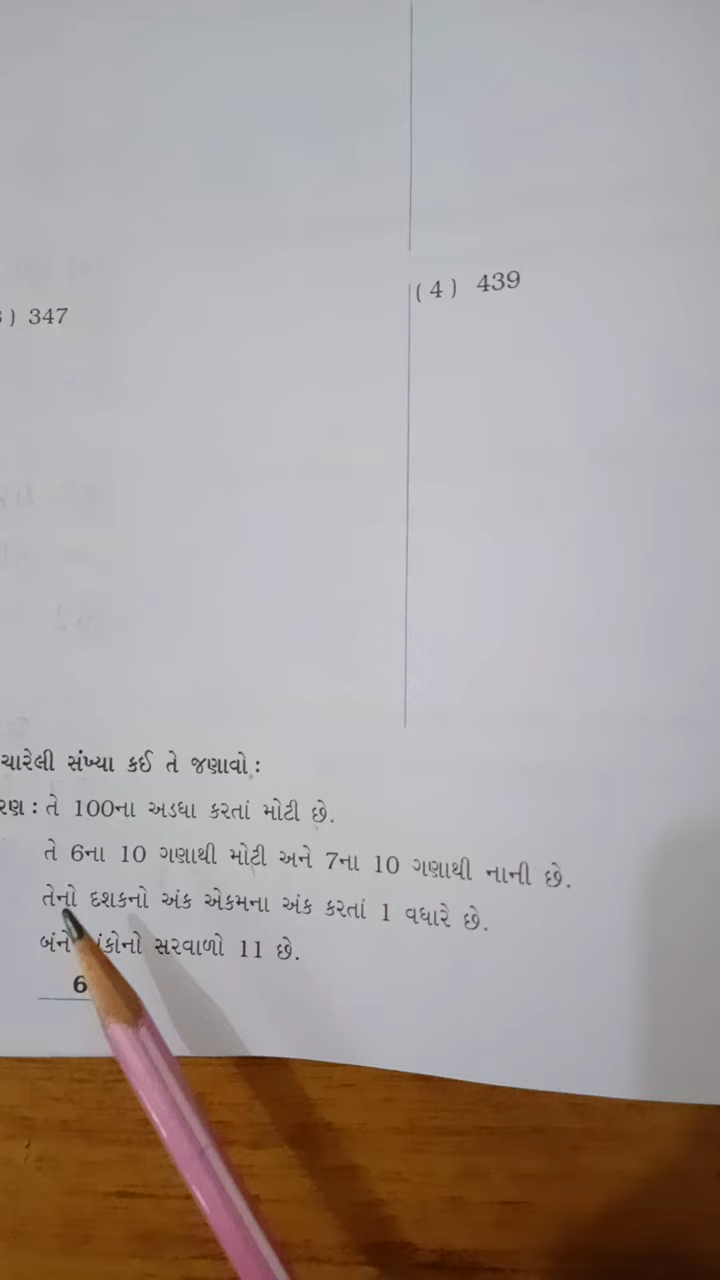 (4) 439
) 347
ચારેલી સંખ્યા કઈ તે જણાવો :
રણ : તે 100ના અડધા કરતાં મોટી છે.
તે 6ના 10 ગણાથી મોટી અને 7ના 10 ગણાથી નાની છે.
તેનો દશકનો અંક એકમના અંક કરતાં 1 વધારે છે.
બંને અંકોનો સરવાળો 11 છે.
6